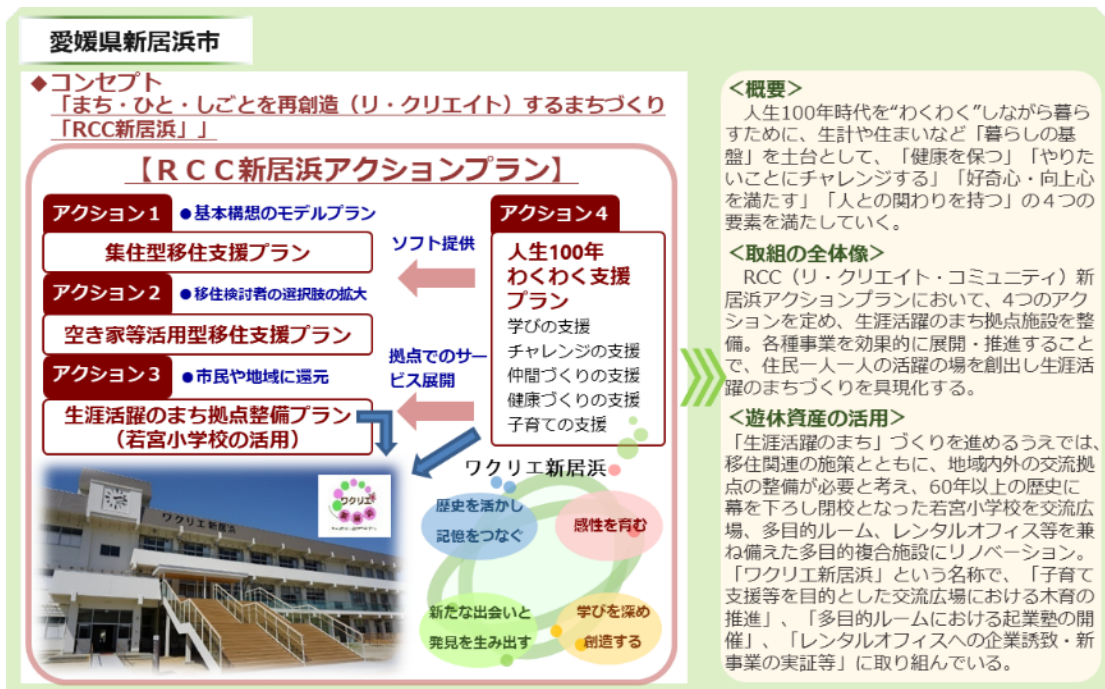 愛媛県新居浜市
◆コンセプト
「まち・ひと・しごとを再創造（リ・クリエイト）するまちづくり
「RCC新居浜」」
【ＲＣＣ新居浜アクションプラン】
アクション１
●基本構想のモデルプラン
集住型移住支援プラン
アクション２
●移住検討者の選択肢の拡大
空き家等活用型移住支援プラン
アクション３
●市民や地域に還元
生涯活躍のまち拠点整備プラン
（若宮小学校の活用）
ソフト提供
拠点でのサー
ビス展開
アクション４
人生100年
わくわく支援
プラン
学びの支援
チャレンジの支援
仲間づくりの支援
健康づくりの支援
子育ての支援
ワクリエ新居浜
ワクリエ
新居浜
ワクリエ新居浜
歴史を活かし
記憶をつなぐ
感性を育む
新たな出会いと
発見を生み出す
学びを深め
創造する
＜概要＞
人生100年時代を“わくわく”しながら暮ら
すために、生計や住まいなど「暮らしの基
盤」を土台として、「健康を保つ」「やりた
いことにチャレンジする」「好奇心・向上心
を満たす」「人との関わりを持つ」の４つの
要素を満たしていく。
＜取組の全体像＞
RCC（リ・クリエイト・コミュニティ）新
居浜アクションプランにおいて、4つのアク
ションを定め、生涯活躍のまち拠点施設を整
備。各種事業を効果的に展開・推進すること
で、住民一人一人の活躍の場を創出し生涯活
躍のまちづくりを具現化する。
＜遊休資産の活用＞
「生涯活躍のまち」づくりを進めるうえでは、
移住関連の施策とともに、地域内外の交流拠
点の整備が必要と考え、60年以上の歴史に
幕を下ろし閉校となった若宮小学校を交流広
場、多目的ルーム、レンタルオフィス等を兼
ね備えた多目的複合施設にリノベーション。
「ワクリエ新居浜」という名称で、「子育て
支援等を目的とした交流広場における木育の
推進」、「多目的ルームにおける起業塾の開
催」、「レンタルオフィスへの企業誘致・新
事業の実証等」に取り組んでいる。